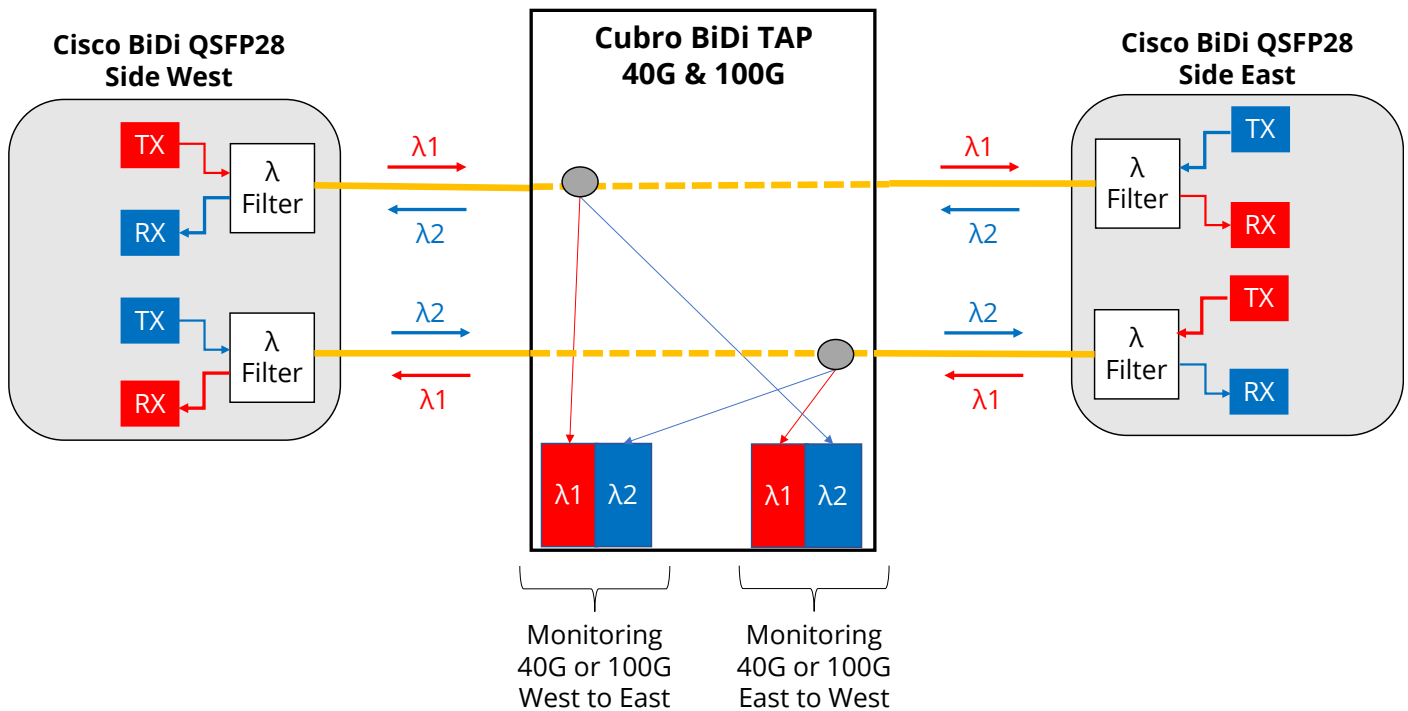 Cisco BiDi QSFP28
Side West
Cubro BiDi TAP
40G & 100G
Cisco BiDi QSFP28
Side East
TX
λ
Filter
RX
λ1
λ2
λ1
λ2
λ
Filter
TX
RX
TX
λ
Filter
RX
λ2
λ1
λ2
λ1
λ
Filter
TX
RX
λ1
λ2
λ1
λ2
Monitoring
40G or 100G
West to East
Monitoring
40G or 100G
East to West